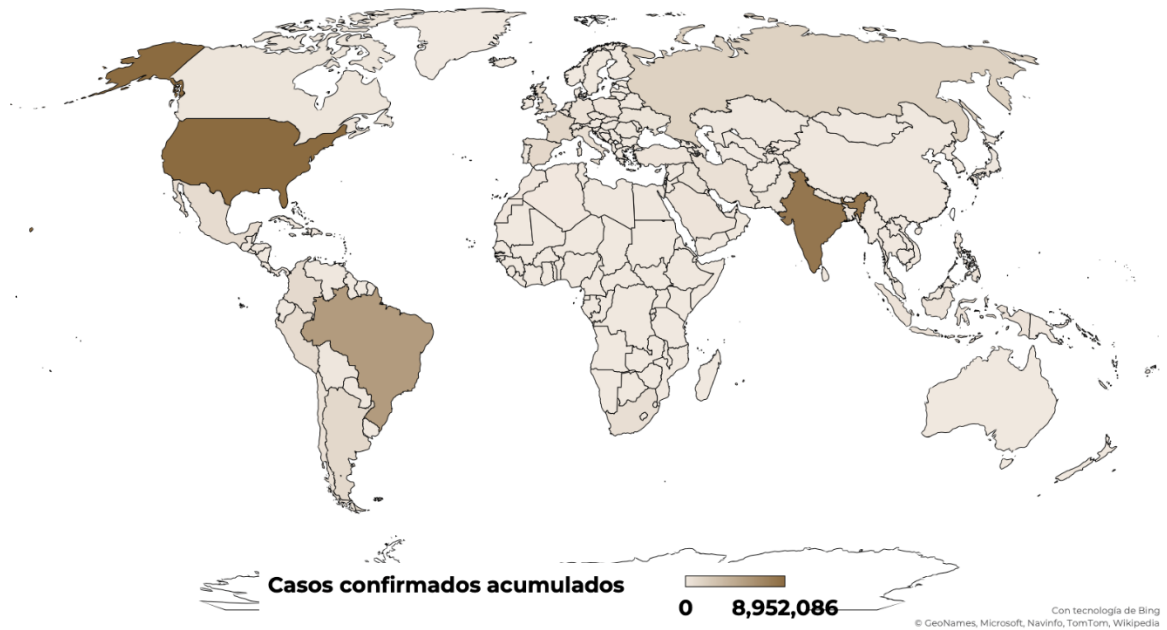 Casos confirmados acumulados
0 8,952,086
Con tecnología de Bing
© GeoNames, Microsoft, Navinfo, TomTom, Wikipedia